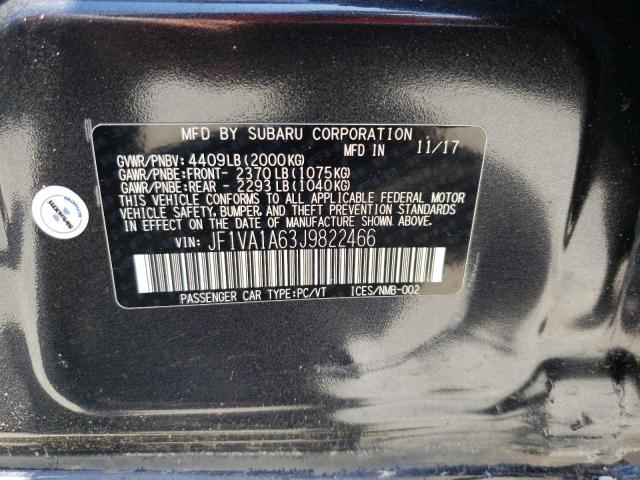 MFD BY SUBARU CORPORATION
MFD IN 11/17
GVWR/PNBV: 4409LB(2000KG)
GAWR/PNBE:FRONT- 2370LB(1075KG)
GAWR/PNBE:REAR - 2293LB(1040KG)
THIS VEHICLE CONFORMS TO ALL APPLICABLE FEDERAL MOTOR
VEHICLE SAFETY, BUMPER, AND THEFT PREVENTION STANDARDS
IN EFFECT ON THE DATE OF MANUFACTURE SHOWN ABOVE.
VIN: JF1VA1A63J9822466
PASSENGER CAR TYPE:PC/VT ICES/NMB-002